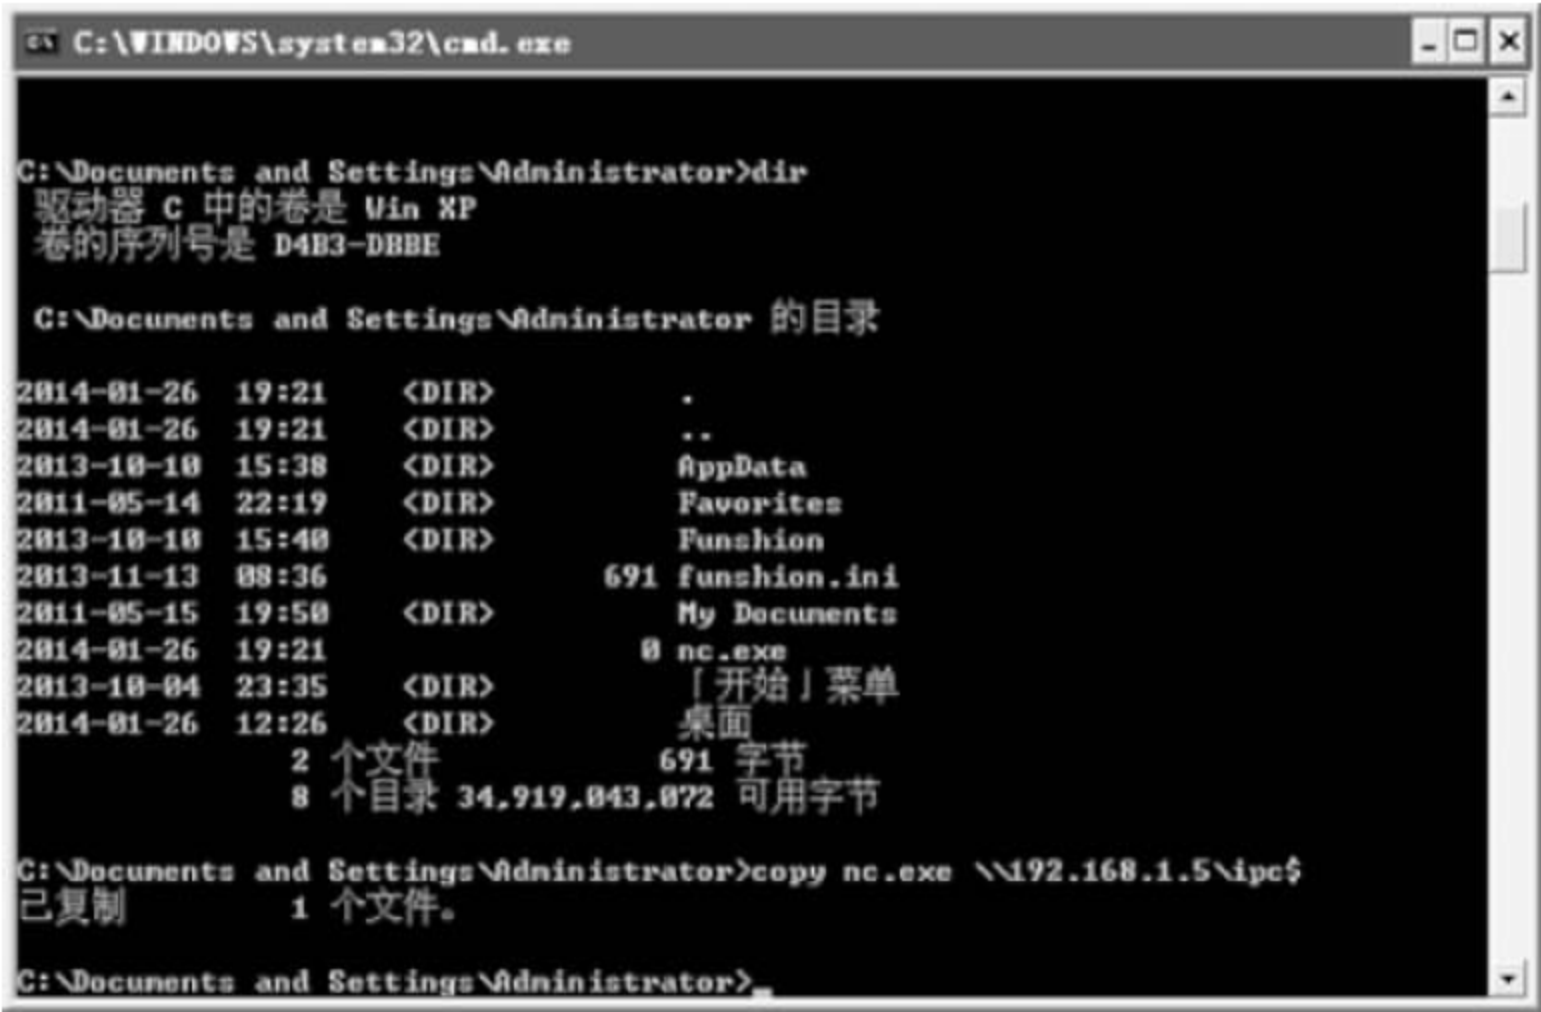 C:\WINDOWS\system32\cmd.exe
C:\Documents and Settings\Administrator>dir
驱动器 C 中的卷是 Win XP
卷的序列号是 D4B3-DBBE
C:\Documents and Settings\Administrator 的目录
2014-01-26  19:21    <DIR>          .
2014-01-26  19:21    <DIR>          ..
2013-10-10  15:38    <DIR>          AppData
2011-05-14  22:19    <DIR>          Favorites
2013-10-10  15:40    <DIR>          Funshion
2013-11-13  08:36               691 funshion.ini
2011-05-15  19:50    <DIR>          My Documents
2014-01-26  19:21                 0 nc.exe
2013-10-04  23:35    <DIR>          「开始」菜单
2014-01-26  12:26    <DIR>          桌面
2 个文件            691 字节
8 个目录 34,919,043,072 可用字节
C:\Documents and Settings\Administrator>copy nc.exe \\192.168.1.5\ipc$
已复制         1 个文件。
C:\Documents and Settings\Administrator>_